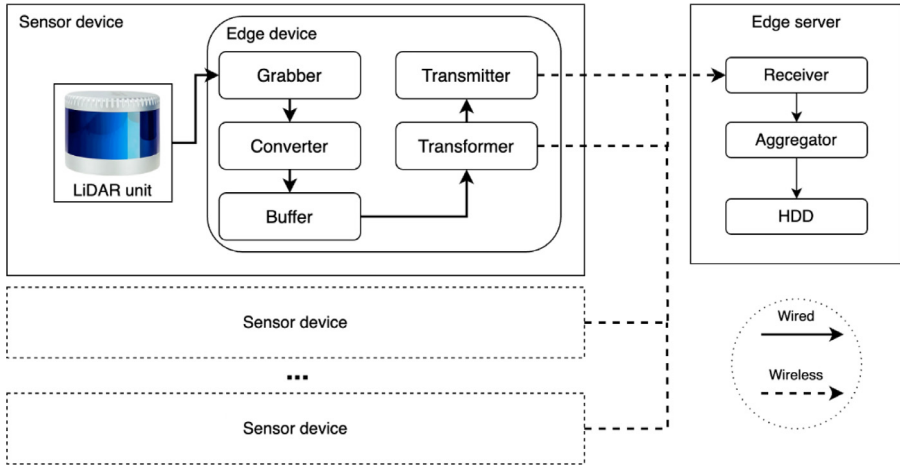 Sensor device
Edge device
Edge server
Grabber
Transmitter
Receiver
Converter
Transformer
Aggregator
LiDAR unit
Buffer
HDD
Sensor device
...
Sensor device
Wired
Wireless